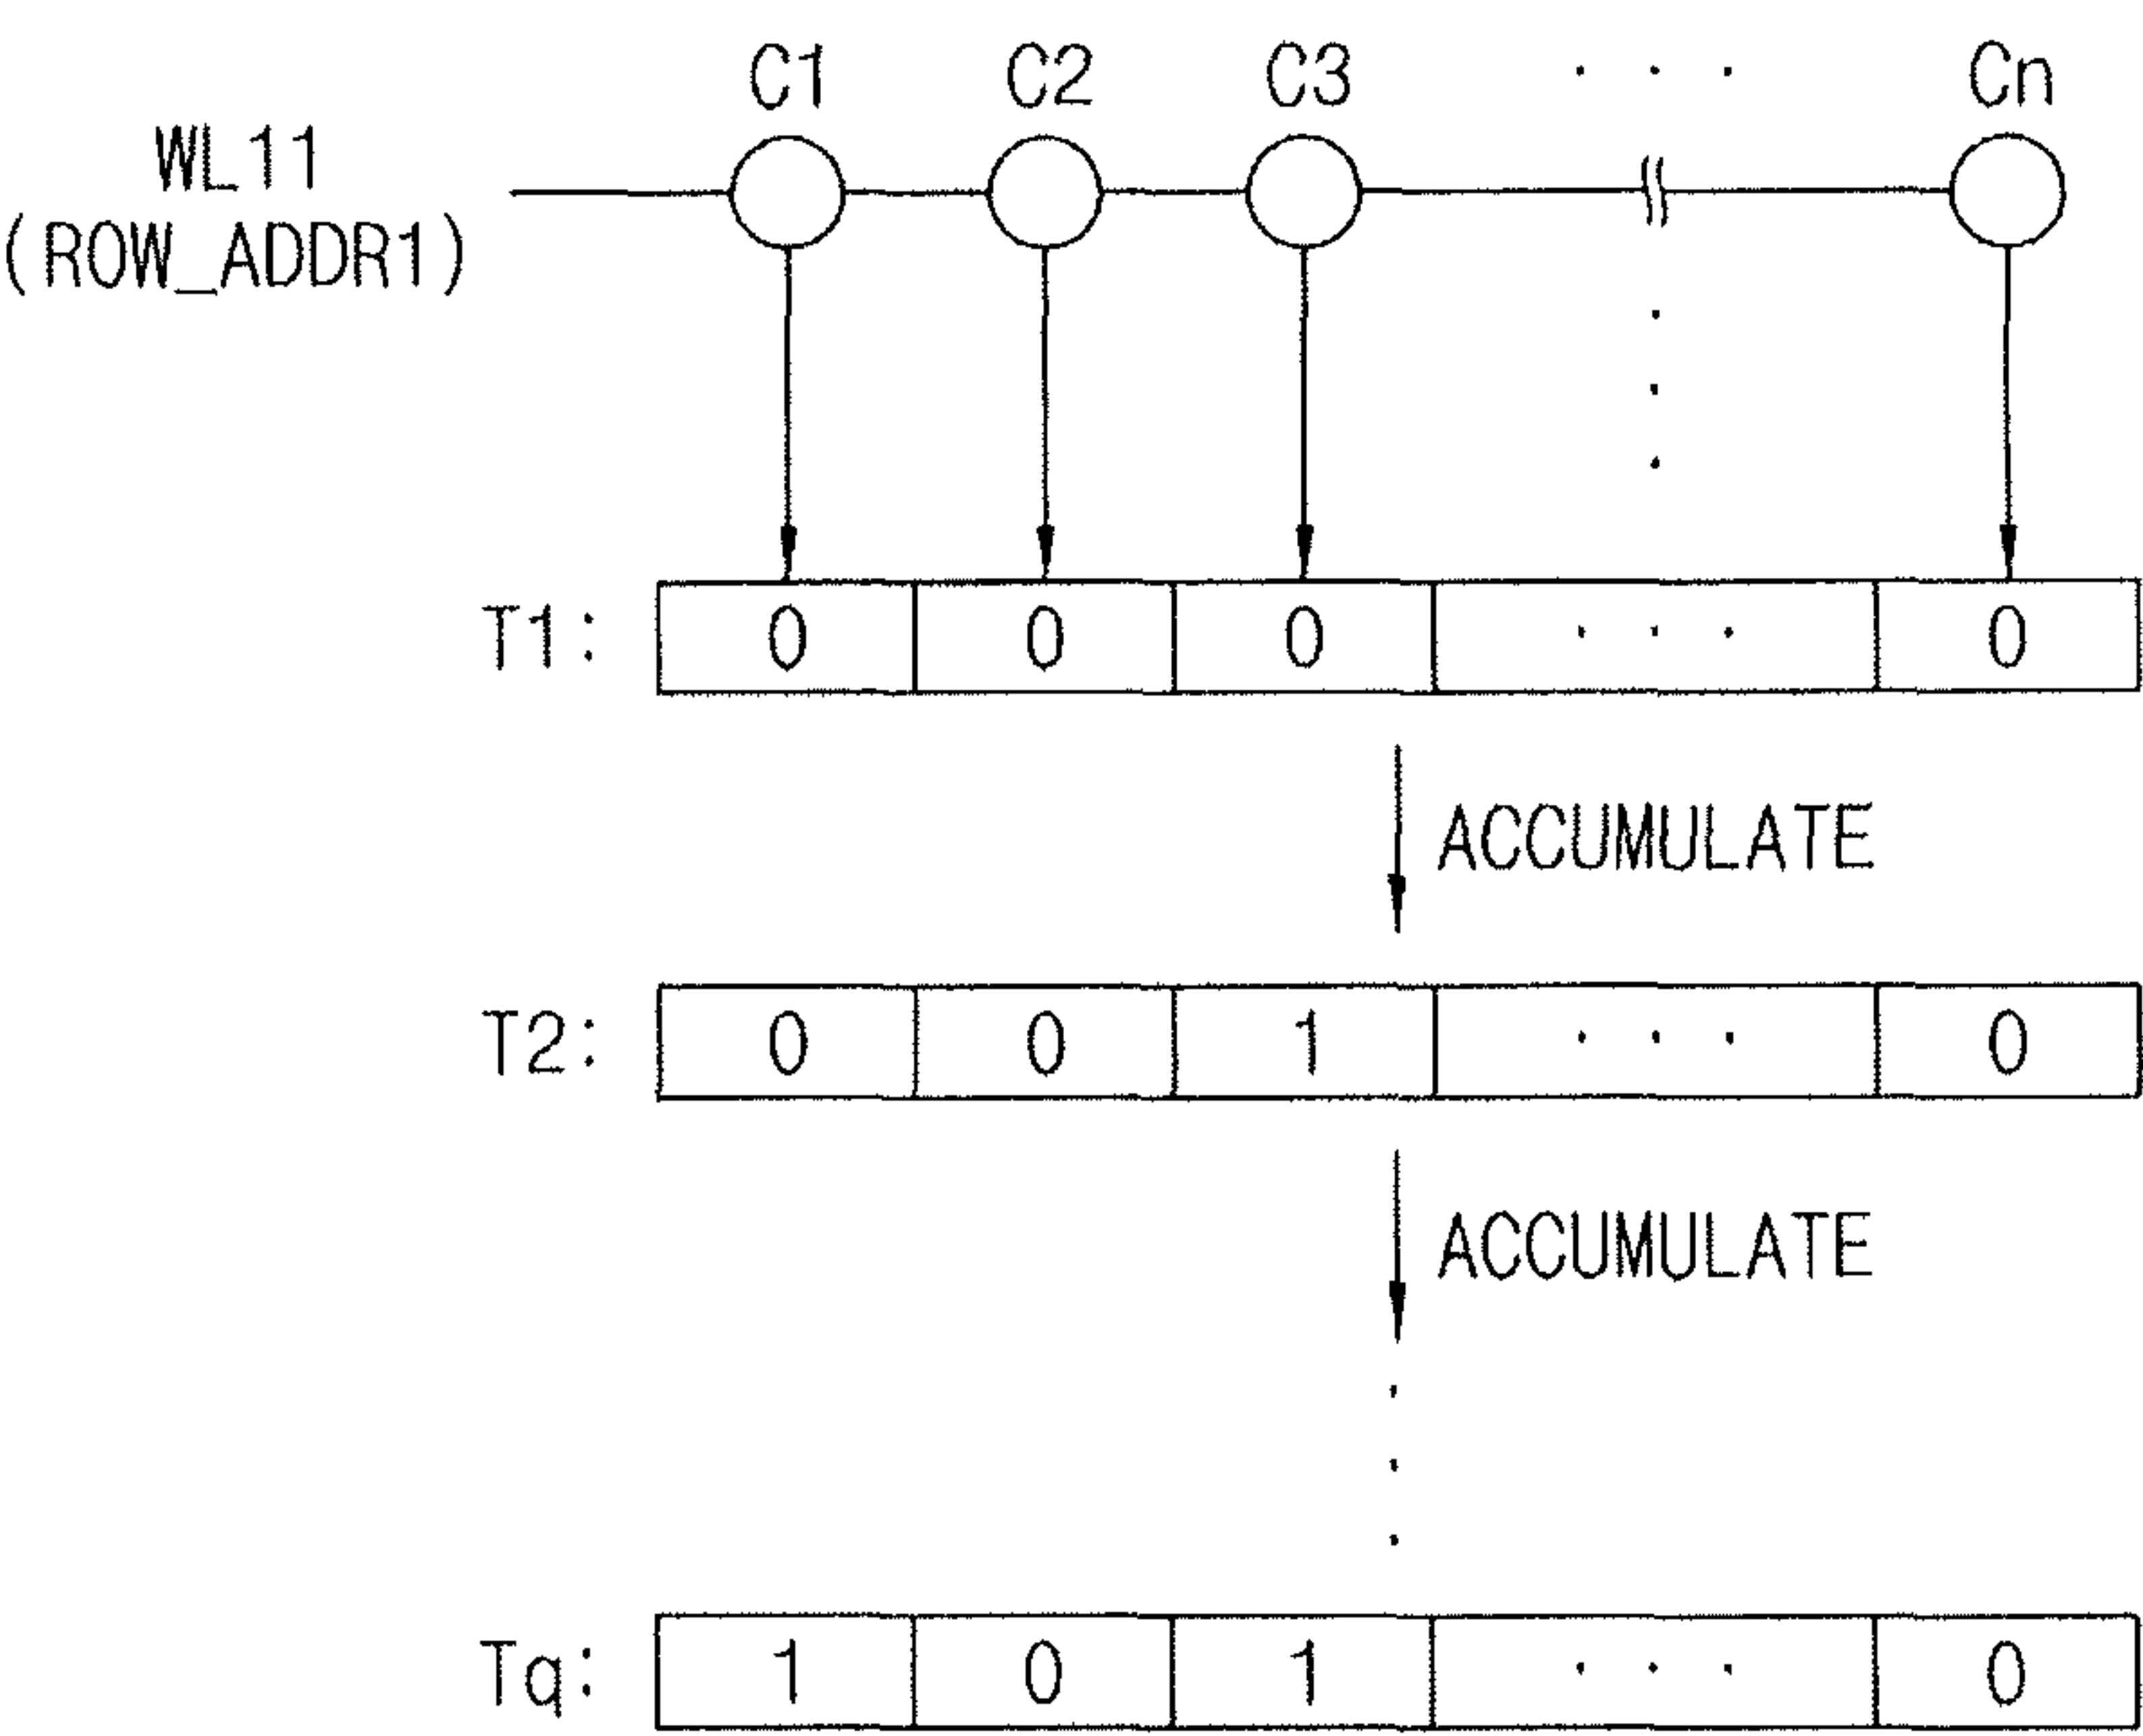 C1 C2 C3 · · · Cn
WL11
(ROW_ADDR1)
T1: 0 0 0 · · · 0
ACCUMULATE
T2: 0 0 1 · · · 0
ACCUMULATE
Tq: 1 0 1 · · · 0